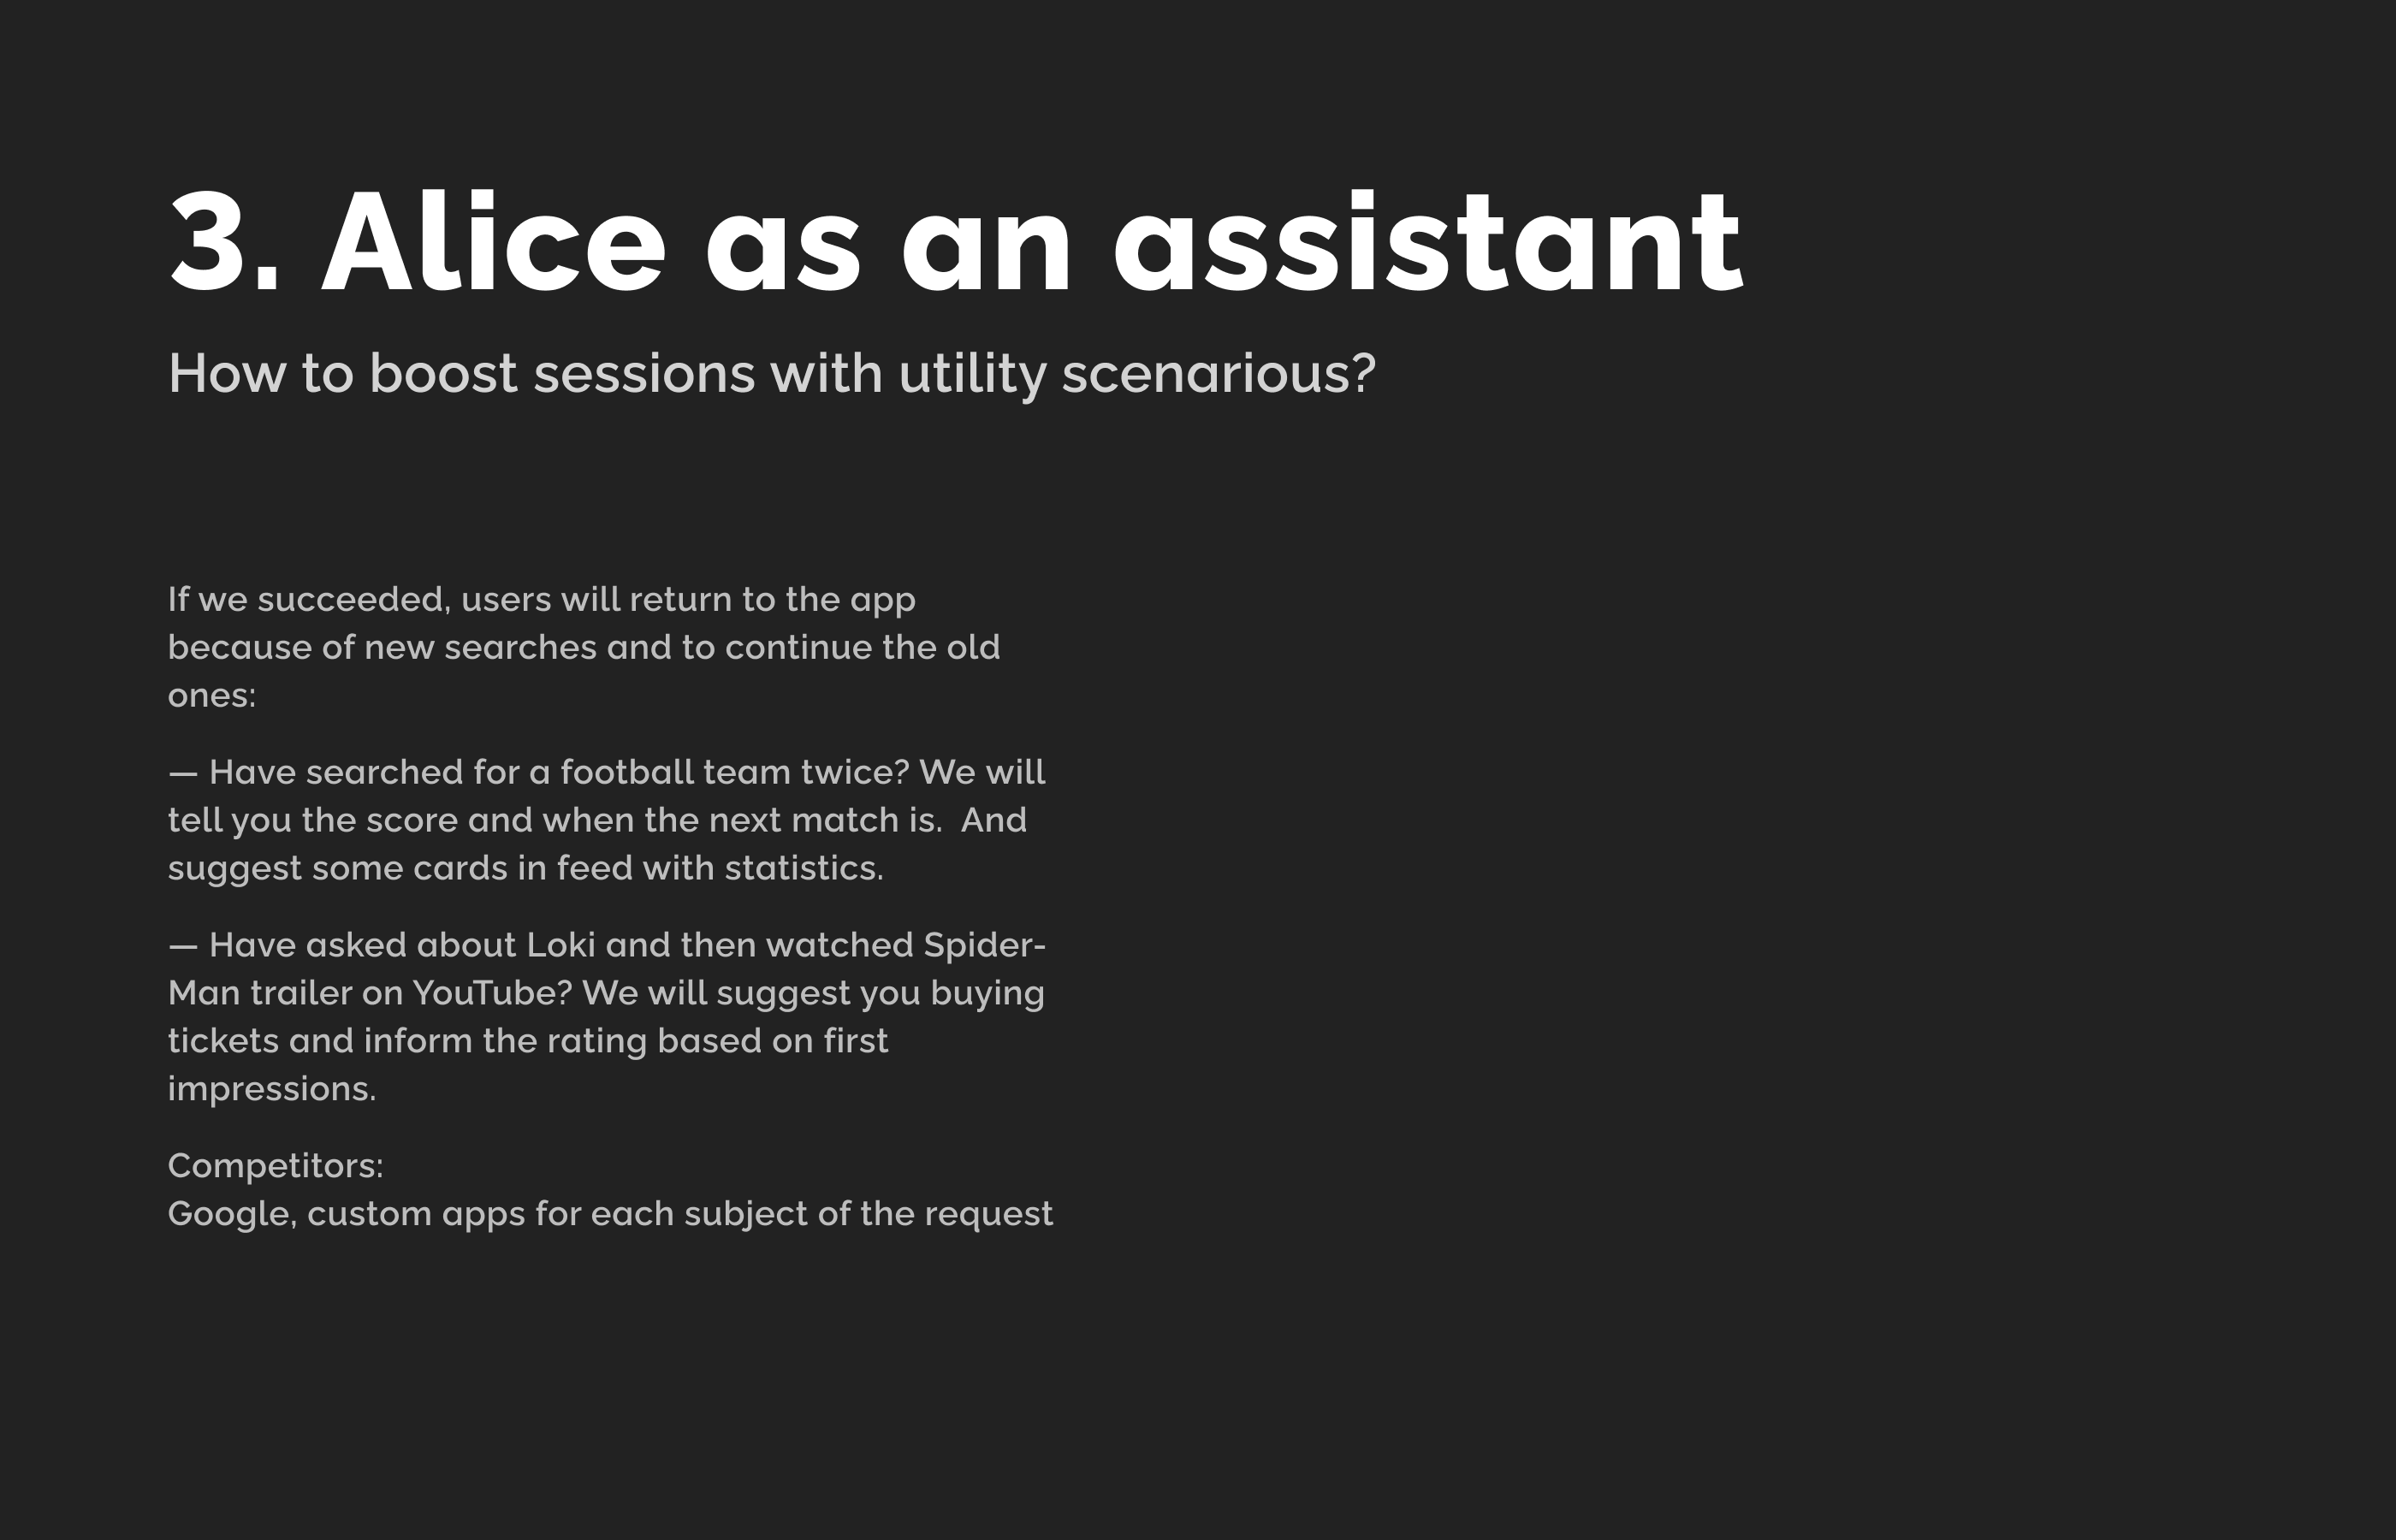 3. Alice as an assistant
How to boost sessions with utility scenarious?
If we succeeded, users will return to the app
because of new searches and to continue the old
ones:
— Have searched for a football team twice? We will
tell you the score and when the next match is.  And
suggest some cards in feed with statistics.
— Have asked about Loki and then watched Spider-
Man trailer on YouTube? We will suggest you buying
tickets and inform the rating based on first
impressions.
Competitors:
Google, custom apps for each subject of the request